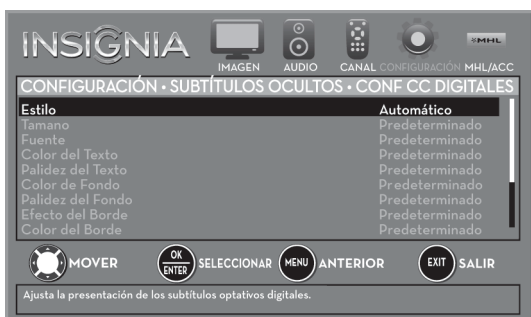 INSIGNIA
IMAGEN AUDIO CANAL CONFIGURACIÓN MHL MHL/ACC
CONFIGURACIÓN • SUBTÍTULOS OCULTOS • CONF CC DIGITALES
Estilo Automático
Tamano Predeterminado
Fuente Predeterminado
Color del Texto Predeterminado
Palidez del Texto Predeterminado
Color de Fondo Predeterminado
Palidez del Fondo Predeterminado
Efecto del Borde Predeterminado
Color del Borde Predeterminado
MOVER OK ENTER SELECCIONAR MENU ANTERIOR EXIT SALIR
Ajusta la presentación de los subtítulos optativos digitales.